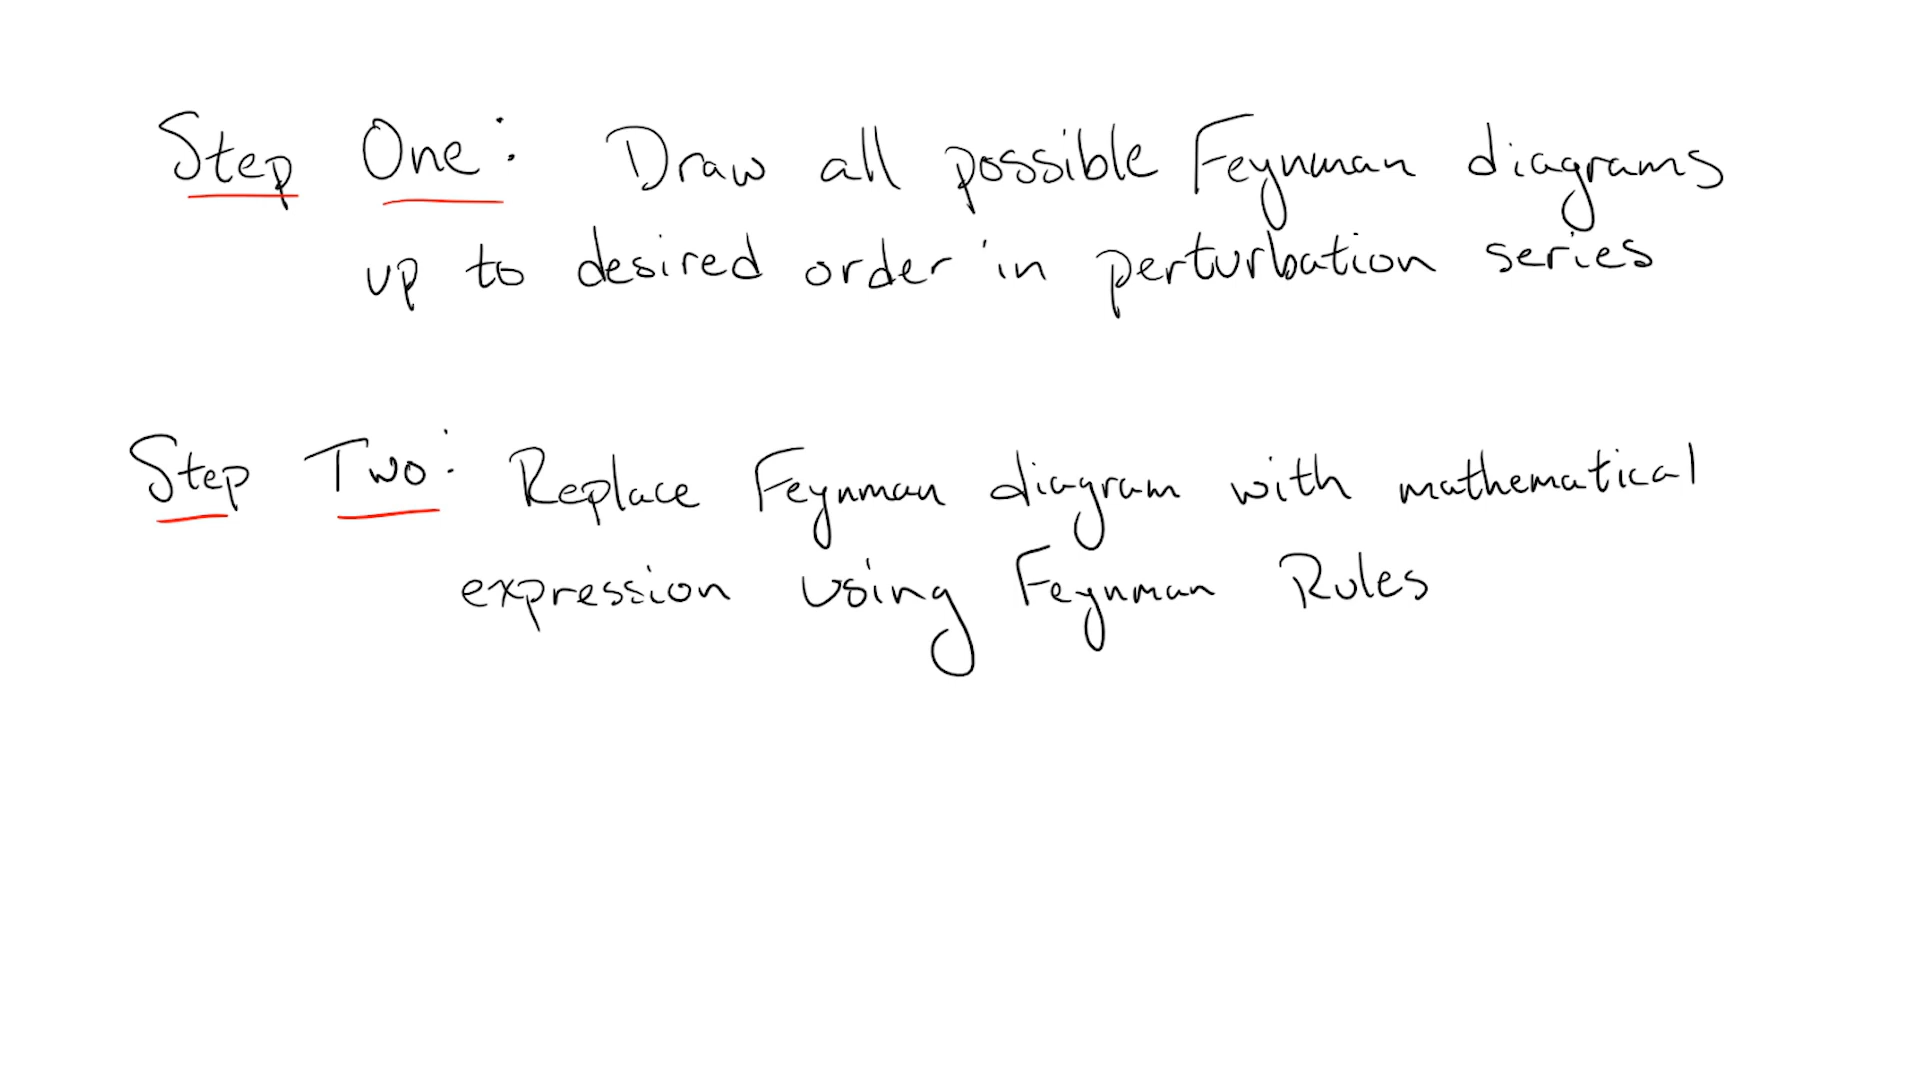 Step One: Draw all possible Feynman diagrams
up to desired order in perturbation series
Step Two: Replace Feynman diagram with mathematical
expression using Feynman Rules